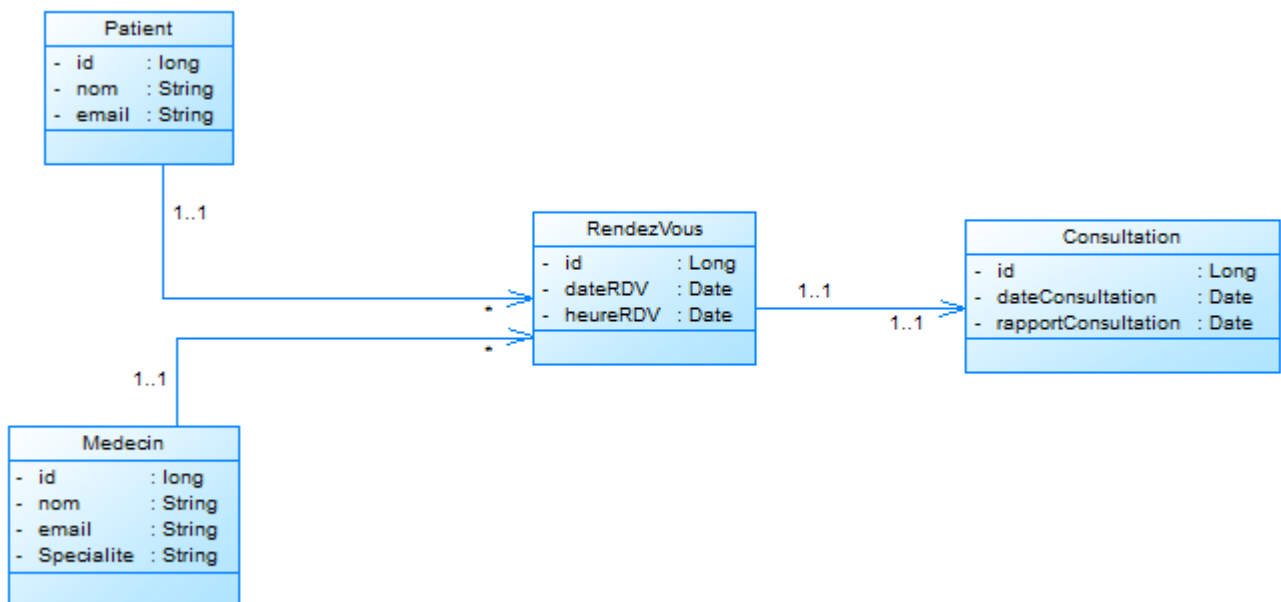 Patient
- id : long
- nom : String
- email : String
1..1
*
RendezVous
- id : Long
- dateRDV : Date
- heureRDV : Date
1..1
1..1
Consultation
- id : Long
- dateConsultation : Date
- rapportConsultation : Date
*
1..1
Medecin
- id : long
- nom : String
- email : String
- Specialite : String